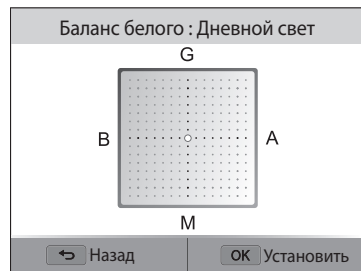 Баланс белого : Дневной свет
G
B A
M
Назад OK Установить